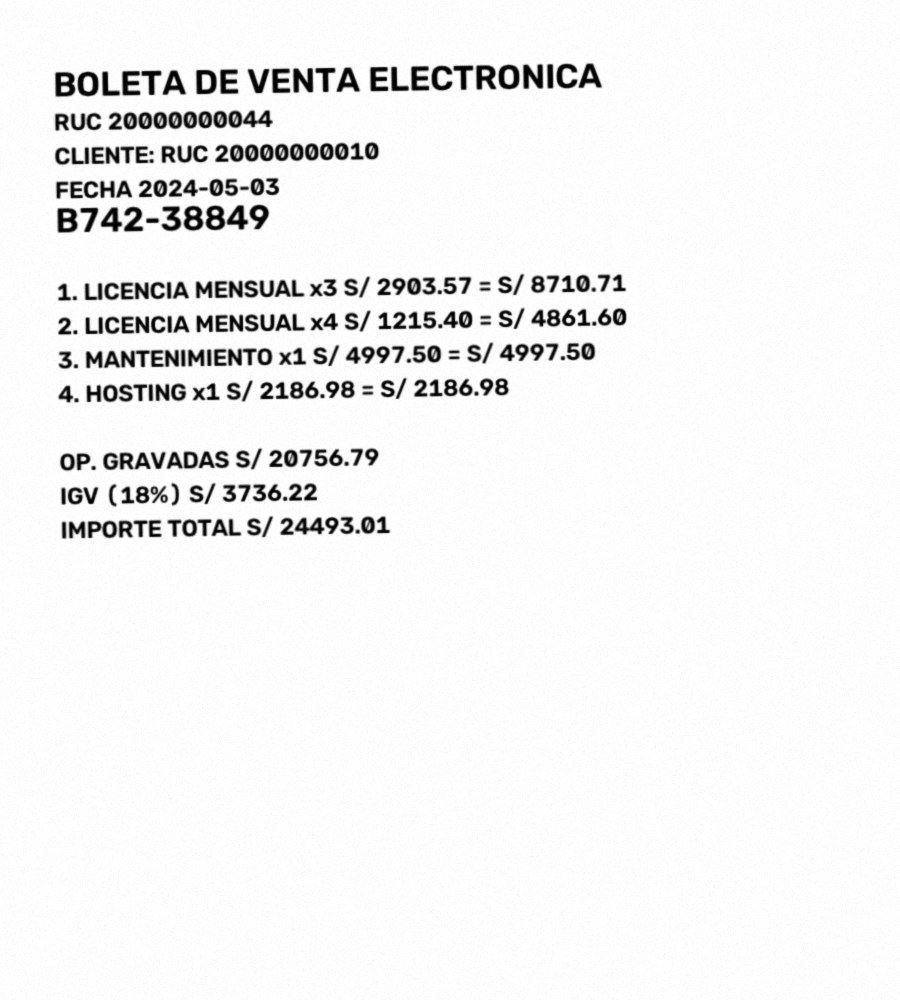 BOLETA DE VENTA ELECTRONICA
RUC 20000000044
CLIENTE: RUC 20000000010
FECHA 2024-05-03
B742-38849
1. LICENCIA MENSUAL x3 S/ 2903.57 = S/ 8710.71
2. LICENCIA MENSUAL x4 S/ 1215.40 = S/ 4861.60
3. MANTENIMIENTO x1 S/ 4997.50 = S/ 4997.50
4. HOSTING x1 S/ 2186.98 = S/ 2186.98
OP. GRAVADAS S/ 20756.79
IGV (18%) S/ 3736.22
IMPORTE TOTAL S/ 24493.01